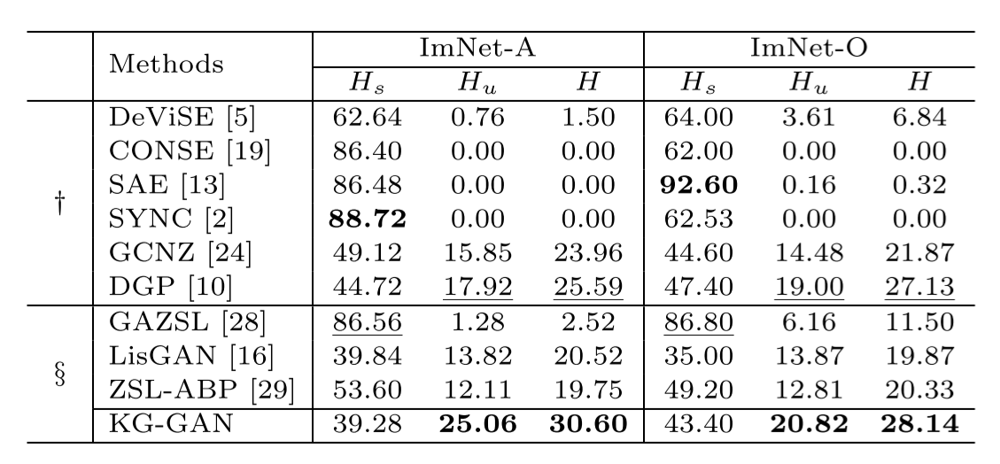 Methods ImNet-A ImNet-O
H_s H_u H H_s H_u H
† DeViSE [5] 62.64 0.76 1.50 64.00 3.61 6.84
CONSE [19] 86.40 0.00 0.00 62.00 0.00 0.00
SAE [13] 86.48 0.00 0.00 92.60 0.16 0.32
SYNC [2] 88.72 0.00 0.00 62.53 0.00 0.00
GCNZ [24] 49.12 15.85 23.96 44.60 14.48 21.87
DGP [10] 44.72 17.92 25.59 47.40 19.00 27.13
§ GAZSL [28] 86.56 1.28 2.52 86.80 6.16 11.50
LisGAN [16] 39.84 13.82 20.52 35.00 13.87 19.87
ZSL-ABP [29] 53.60 12.11 19.75 49.20 12.81 20.33
KG-GAN 39.28 25.06 30.60 43.40 20.82 28.14